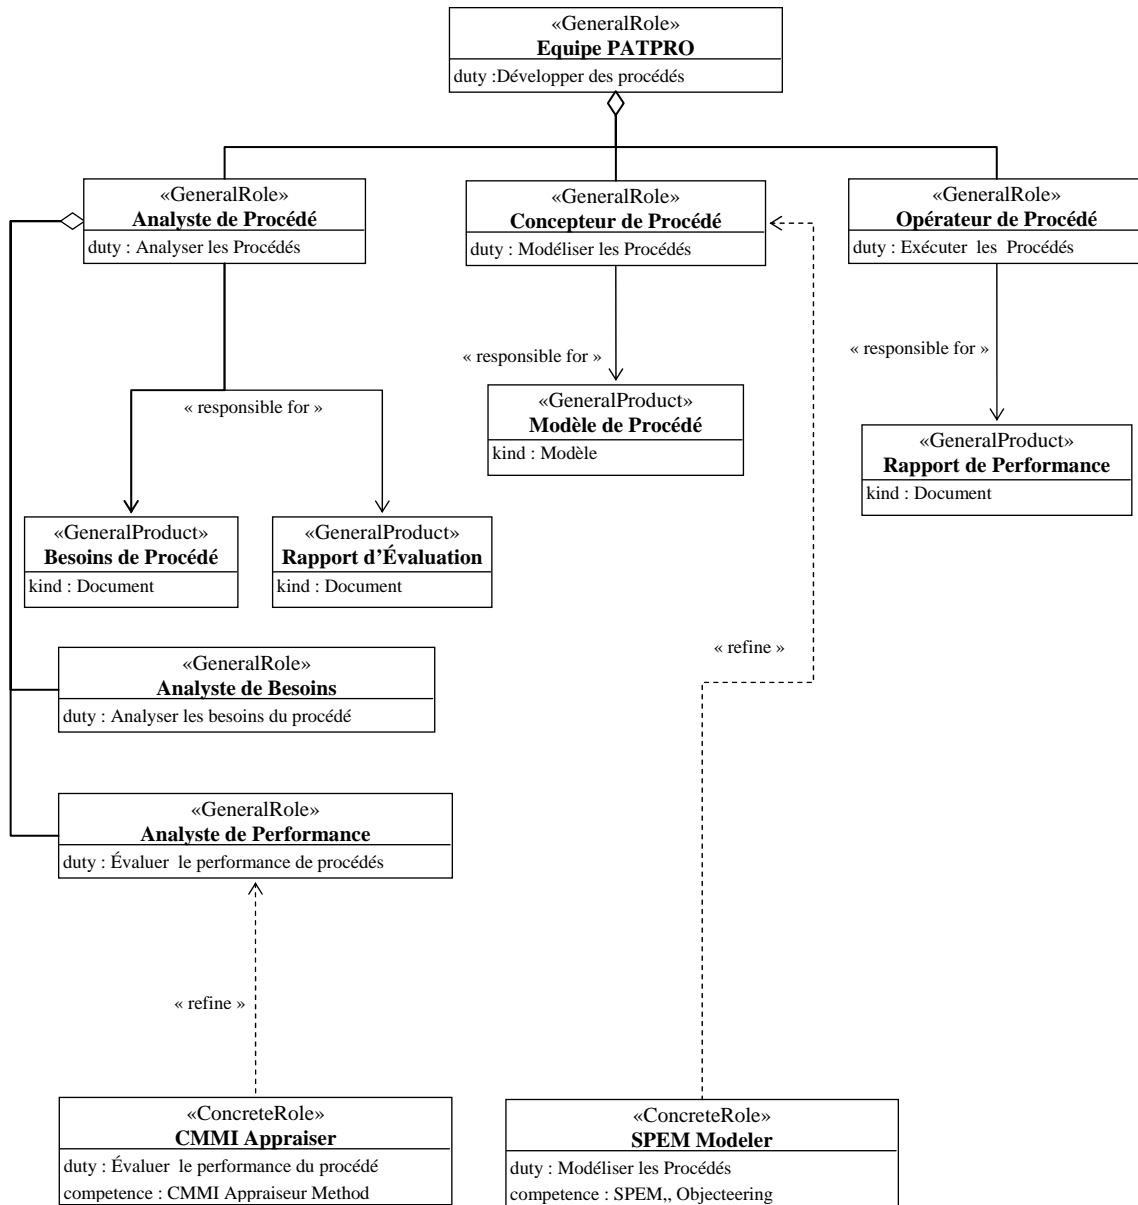 «GeneralRole»
Equipe PATPRO
duty :Développer des procédés
«GeneralRole»
Analyste de Procédé
duty : Analyser les Procédés
«GeneralRole»
Concepteur de Procédé
duty : Modéliser les Procédés
«GeneralRole»
Opérateur de Procédé
duty : Exécuter les Procédés
« responsible for »
« responsible for »
« responsible for »
«GeneralProduct»
Modèle de Procédé
kind : Modèle
«GeneralProduct»
Rapport de Performance
kind : Document
«GeneralProduct»
Besoins de Procédé
kind : Document
«GeneralProduct»
Rapport d’Évaluation
kind : Document
« refine »
«GeneralRole»
Analyste de Besoins
duty : Analyser les besoins du procédé
«GeneralRole»
Analyste de Performance
duty : Évaluer le performance de procédés
« refine »
«ConcreteRole»
CMMI Appraiser
duty : Évaluer le performance du procédé
competence : CMMI Appraiseur Method
«ConcreteRole»
SPEM Modeler
duty : Modéliser les Procédés
competence : SPEM,, Objecteering